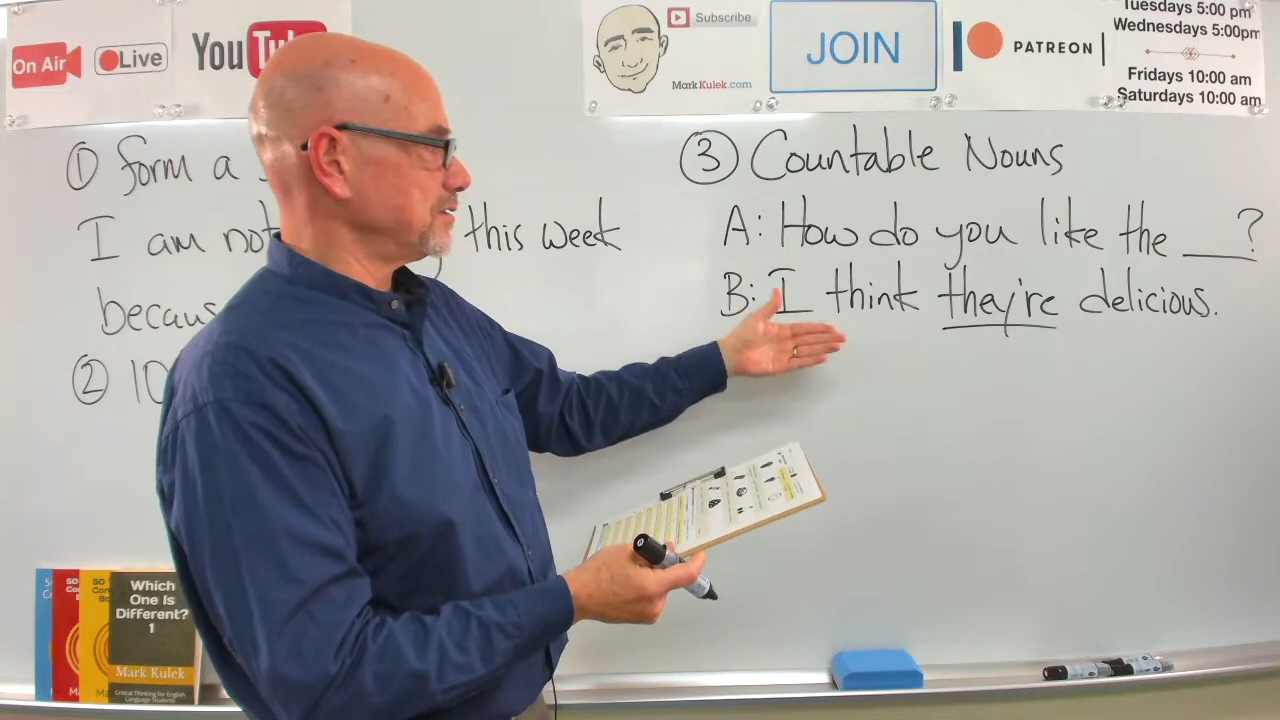 On Air
Live
YouTu
Subscribe
MarkKulek.com
JOIN
PATREON
Tuesdays 5:00 pm
Wednesdays 5:00pm
Fridays 10:00 am
Saturdays 10:00 am
① form a
I am not this week
becaus
② 10
③ Countable Nouns
A: How do you like the ___?
B: I think they're delicious.
Which
One Is
Different?
1
Mark Kulek
Critical Thinking for English
Language Students